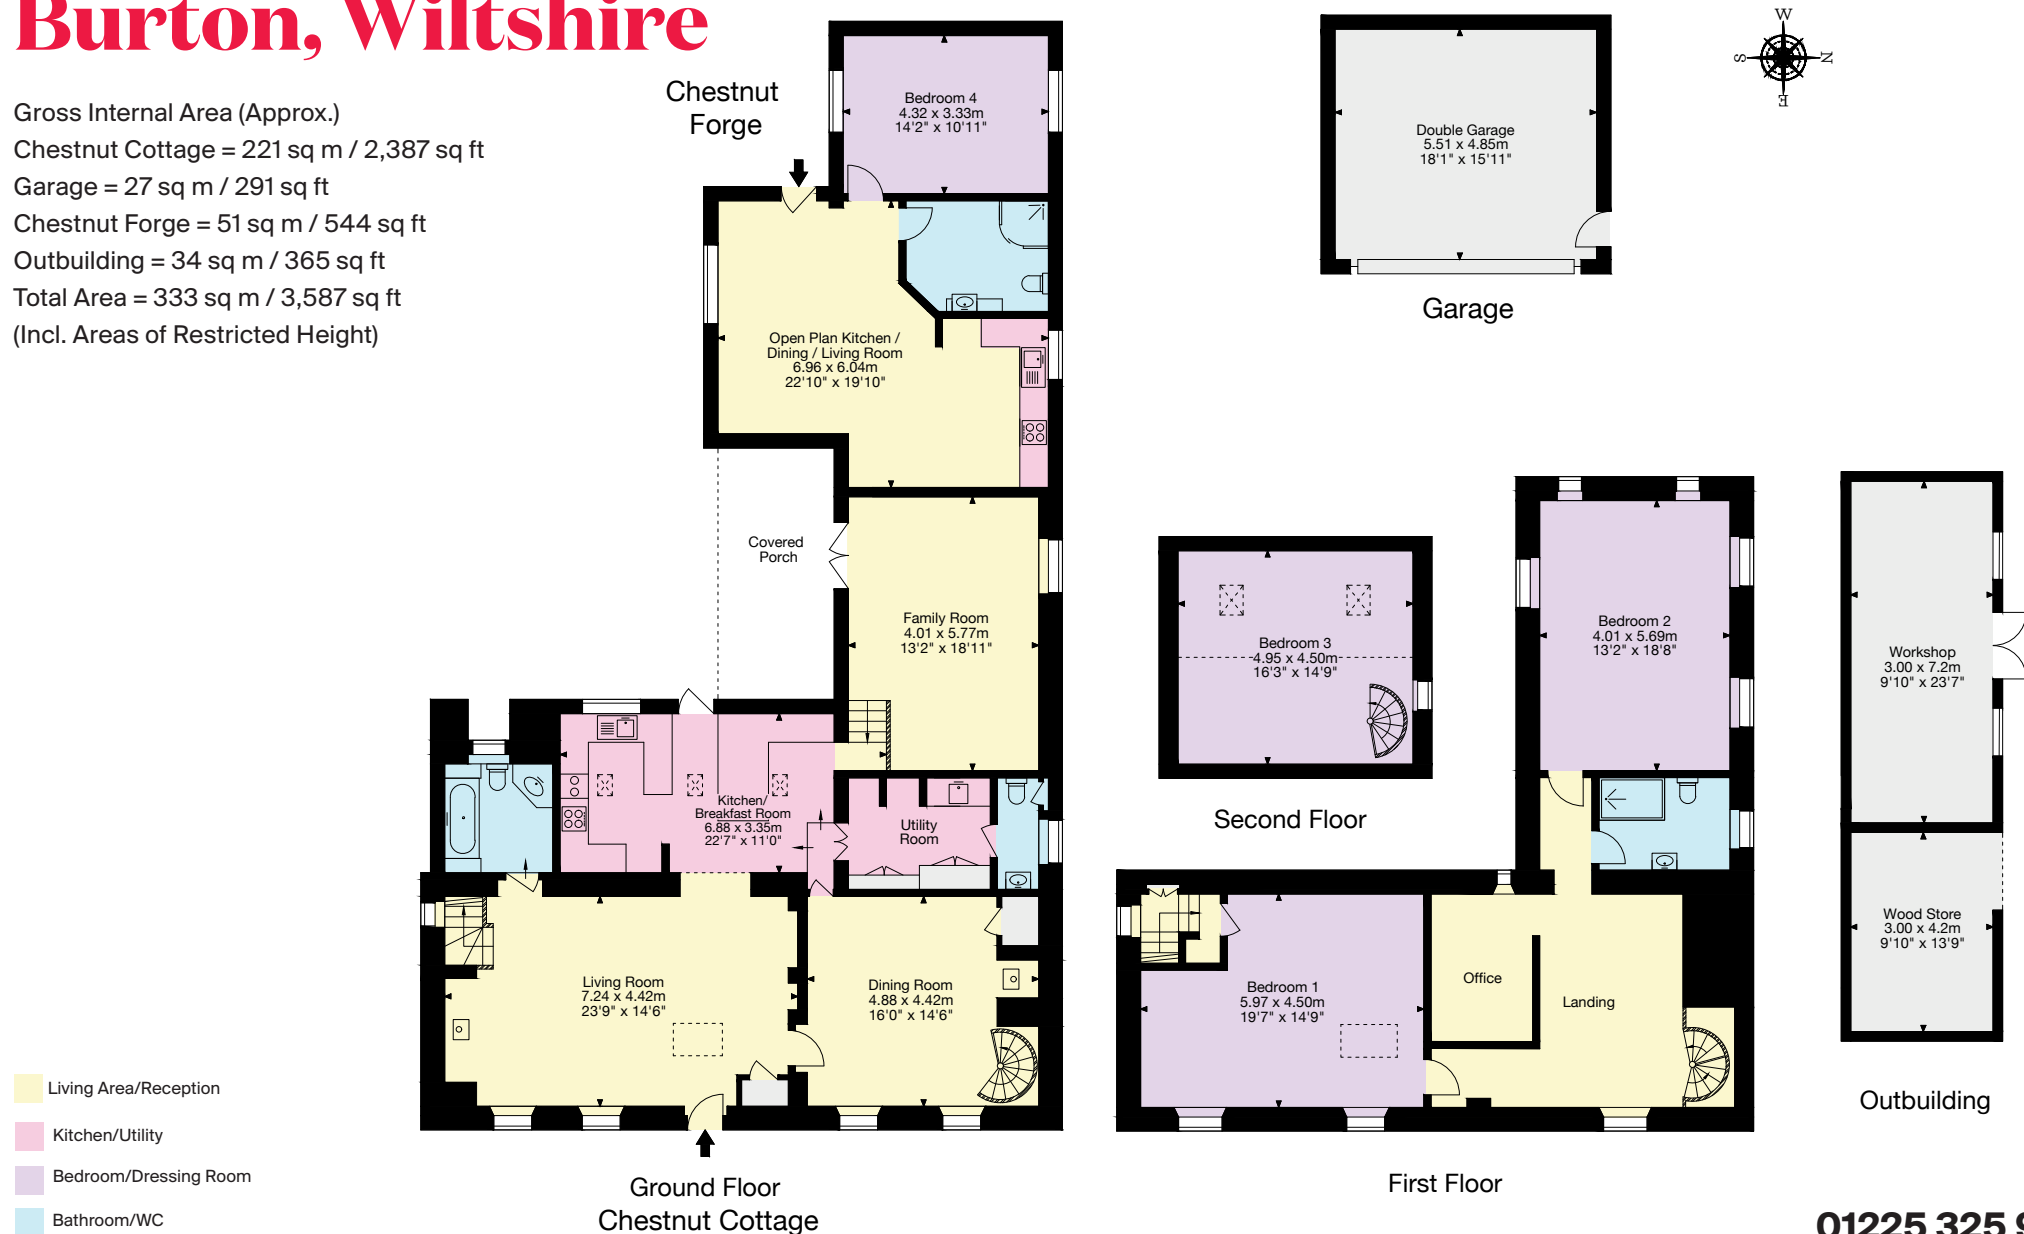 Burton, Wiltshire
Gross Internal Area (Approx.)
Chestnut Cottage = 221 sq m / 2,387 sq ft
Garage = 27 sq m / 291 sq ft
Chestnut Forge = 51 sq m / 544 sq ft
Outbuilding = 34 sq m / 365 sq ft
Total Area = 333 sq m / 3,587 sq ft
(Incl. Areas of Restricted Height)
Chestnut
Forge
Bedroom 4
4.32 x 3.33m
14'2" x 10'11"
Open Plan Kitchen /
Dining / Living Room
6.96 x 6.04m
22'10" x 19'10"
Covered
Porch
Family Room
4.01 x 5.77m
13'2" x 18'11"
Kitchen/
Breakfast Room
6.88 x 3.35m
22'7" x 11'0"
Utility
Room
Living Room
7.24 x 4.42m
23'9" x 14'6"
Dining Room
4.88 x 4.42m
16'0" x 14'6"
Ground Floor
Chestnut Cottage
Double Garage
5.51 x 4.85m
18'1" x 15'11"
Garage
W
S
N
E
Bedroom 3
4.95 x 4.50m
16'3" x 14'9"
Second Floor
Bedroom 2
4.01 x 5.69m
13'2" x 18'8"
Bedroom 1
5.97 x 4.50m
19'7" x 14'9"
Office
Landing
First Floor
Workshop
3.00 x 7.2m
9'10" x 23'7"
Wood Store
3.00 x 4.2m
9'10" x 13'9"
Outbuilding
Living Area/Reception
Kitchen/Utility
Bedroom/Dressing Room
Bathroom/WC
01225 325 9